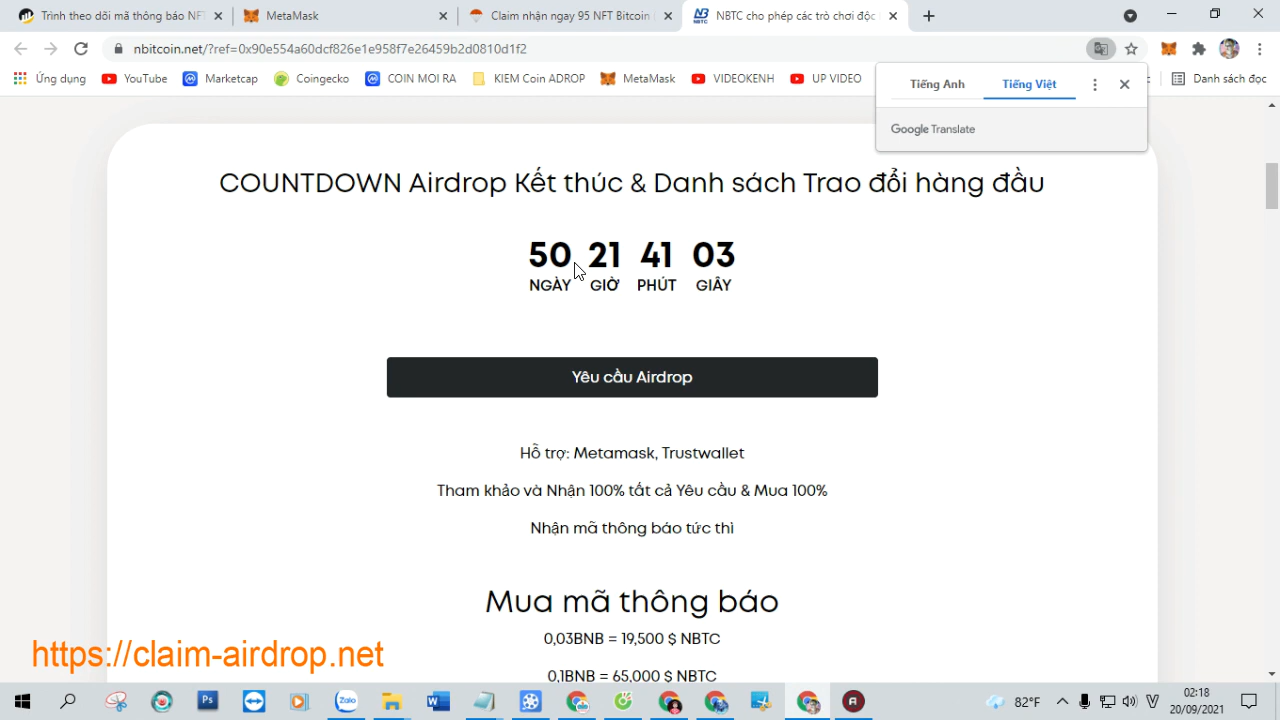 Trình theo dõi mã thông báo NF
MetaMask
Claim nhận ngay 95 NFT Bitcoin
NBTC cho phép các trò chơi độc
nbitcoin.net/?ref=0x90e554a60dcf826e1e958f7e26459b2d0810d1f2
Ứng dụng
YouTube
Marketcap
Coingecko
COIN MOI RA
KIEM Coin ADROP
MetaMask
VIDEOKENH
UP VIDEO
Danh sách đọc
Tiếng Anh
Tiếng Việt
Google Translate
COUNTDOWN Airdrop Kết thúc & Danh sách Trao đổi hàng đầu
50 21 41 03
NGÀY GIỜ PHÚT GIÂY
Yêu cầu Airdrop
Hỗ trợ: Metamask, Trustwallet
Tham khảo và Nhận 100% tất cả Yêu cầu & Mua 100%
Nhận mã thông báo tức thì
Mua mã thông báo
0,03BNB = 19,500 $ NBTC
0,1BNB = 65,000 $ NBTC
https://claim-airdrop.net
82°F
02:18
20/09/2021